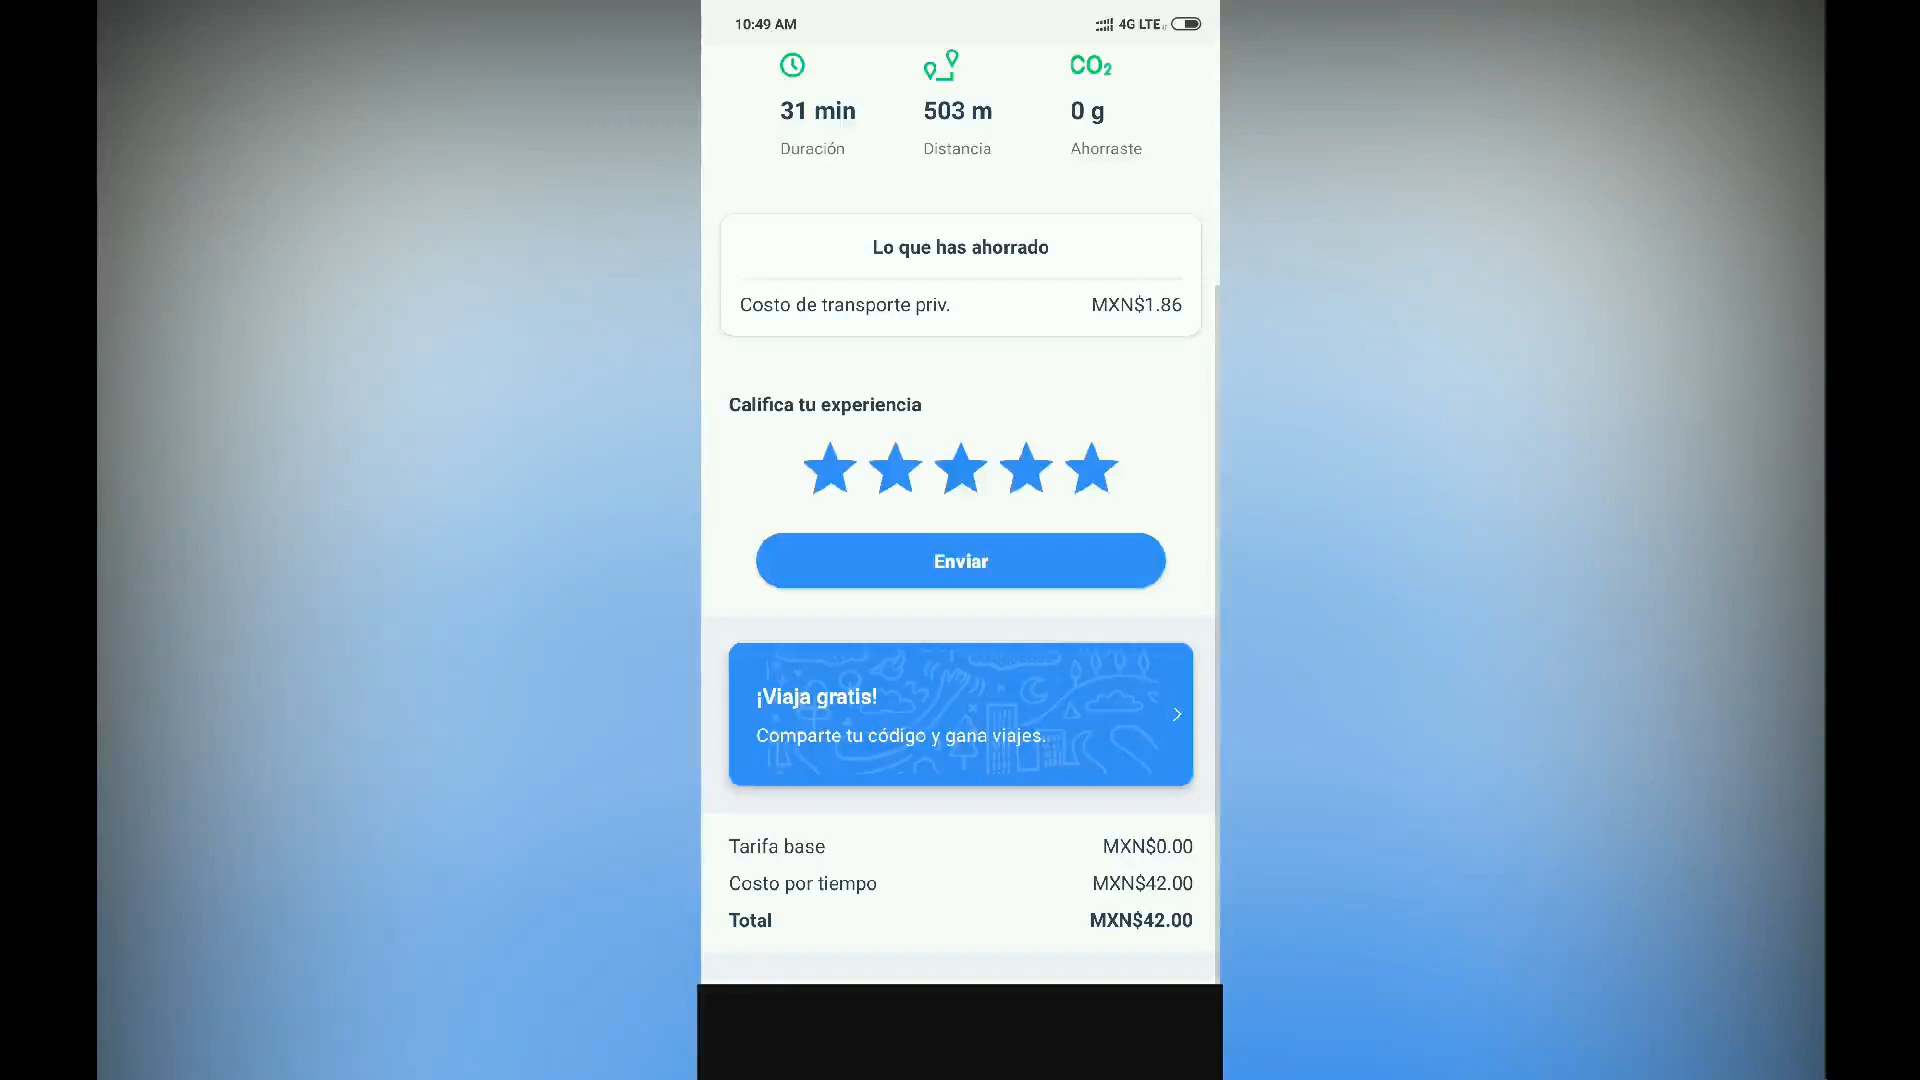 10:49 AM
4G LTE
CO₂
31 min
503 m
0 g
Duración
Distancia
Ahorraste
Lo que has ahorrado
Costo de transporte priv.
MXN$1.86
Califica tu experiencia
Enviar
¡Viaja gratis!
Comparte tu código y gana viajes.
Tarifa base
MXN$0.00
Costo por tiempo
MXN$42.00
Total
MXN$42.00